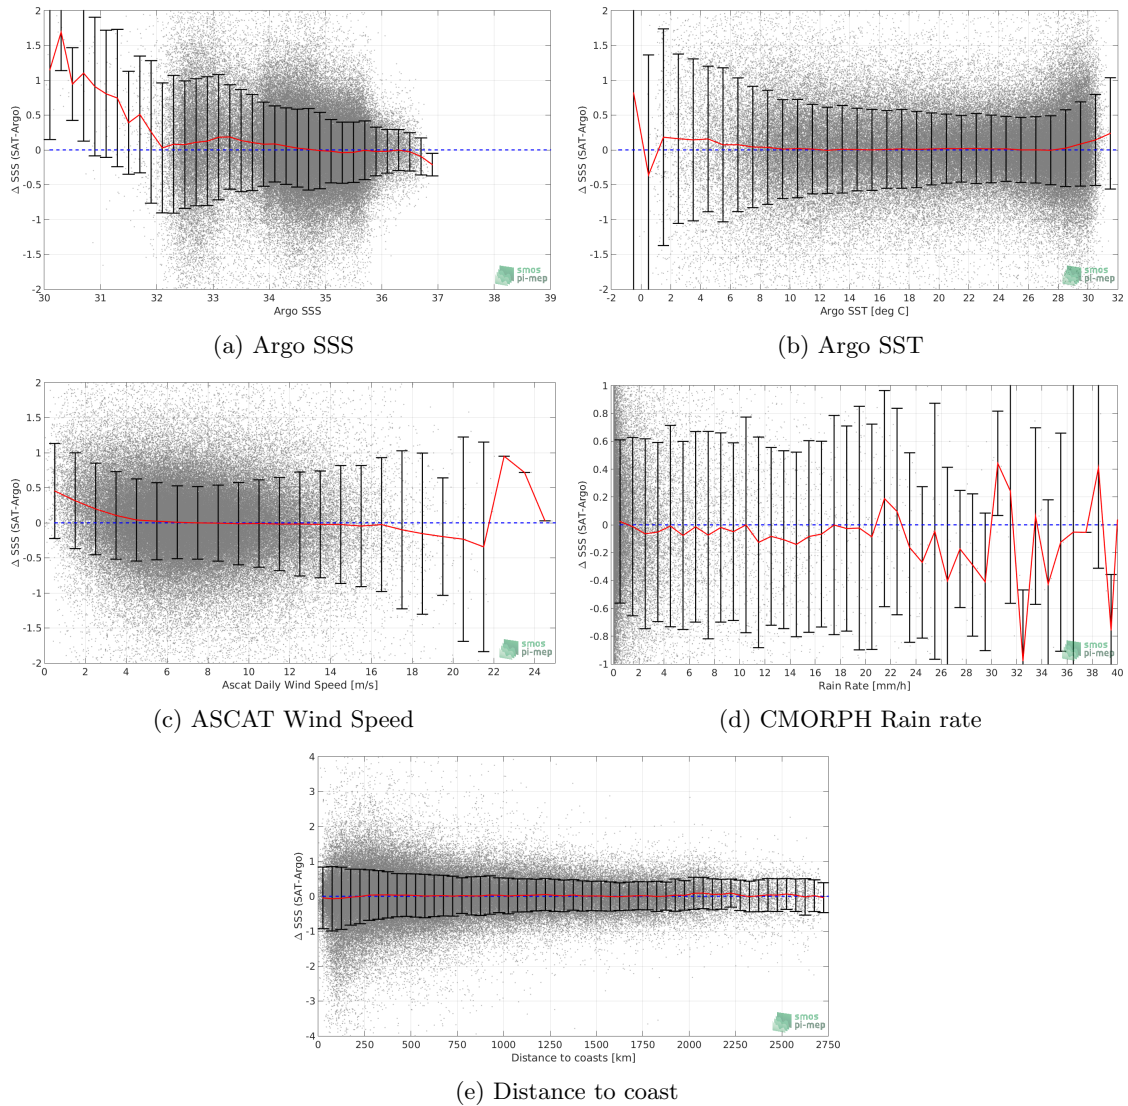 2
1.5
1
0.5
0
-0.5
-1
-1.5
-2
Δ SSS (SAT-Argo)
30 31 32 33 34 35 36 37 38 39
Argo SSS
smos
pi-mep
(a) Argo SSS
2
1.5
1
0.5
0
-0.5
-1
-1.5
-2
Δ SSS (SAT-Argo)
-2 0 2 4 6 8 10 12 14 16 18 20 22 24 26 28 30 32
Argo SST [deg C]
smos
pi-mep
(b) Argo SST
2
1.5
1
0.5
0
-0.5
-1
-1.5
-2
Δ SSS (SAT-Argo)
0 2 4 6 8 10 12 14 16 18 20 22 24
Ascat Daily Wind Speed [m/s]
smos
pi-mep
(c) ASCAT Wind Speed
1
0.8
0.6
0.4
0.2
0
-0.2
-0.4
-0.6
-0.8
-1
Δ SSS (SAT-Argo)
0 2 4 6 8 10 12 14 16 18 20 22 24 26 28 30 32 34 36 38 40
Rain Rate [mm/h]
smos
pi-mep
(d) CMORPH Rain rate
4
3
2
1
0
-1
-2
-3
-4
Δ SSS (SAT-Argo)
0 250 500 750 1000 1250 1500 1750 2000 2250 2500 2750
Distance to coasts [km]
smos
pi-mep
(e) Distance to coast